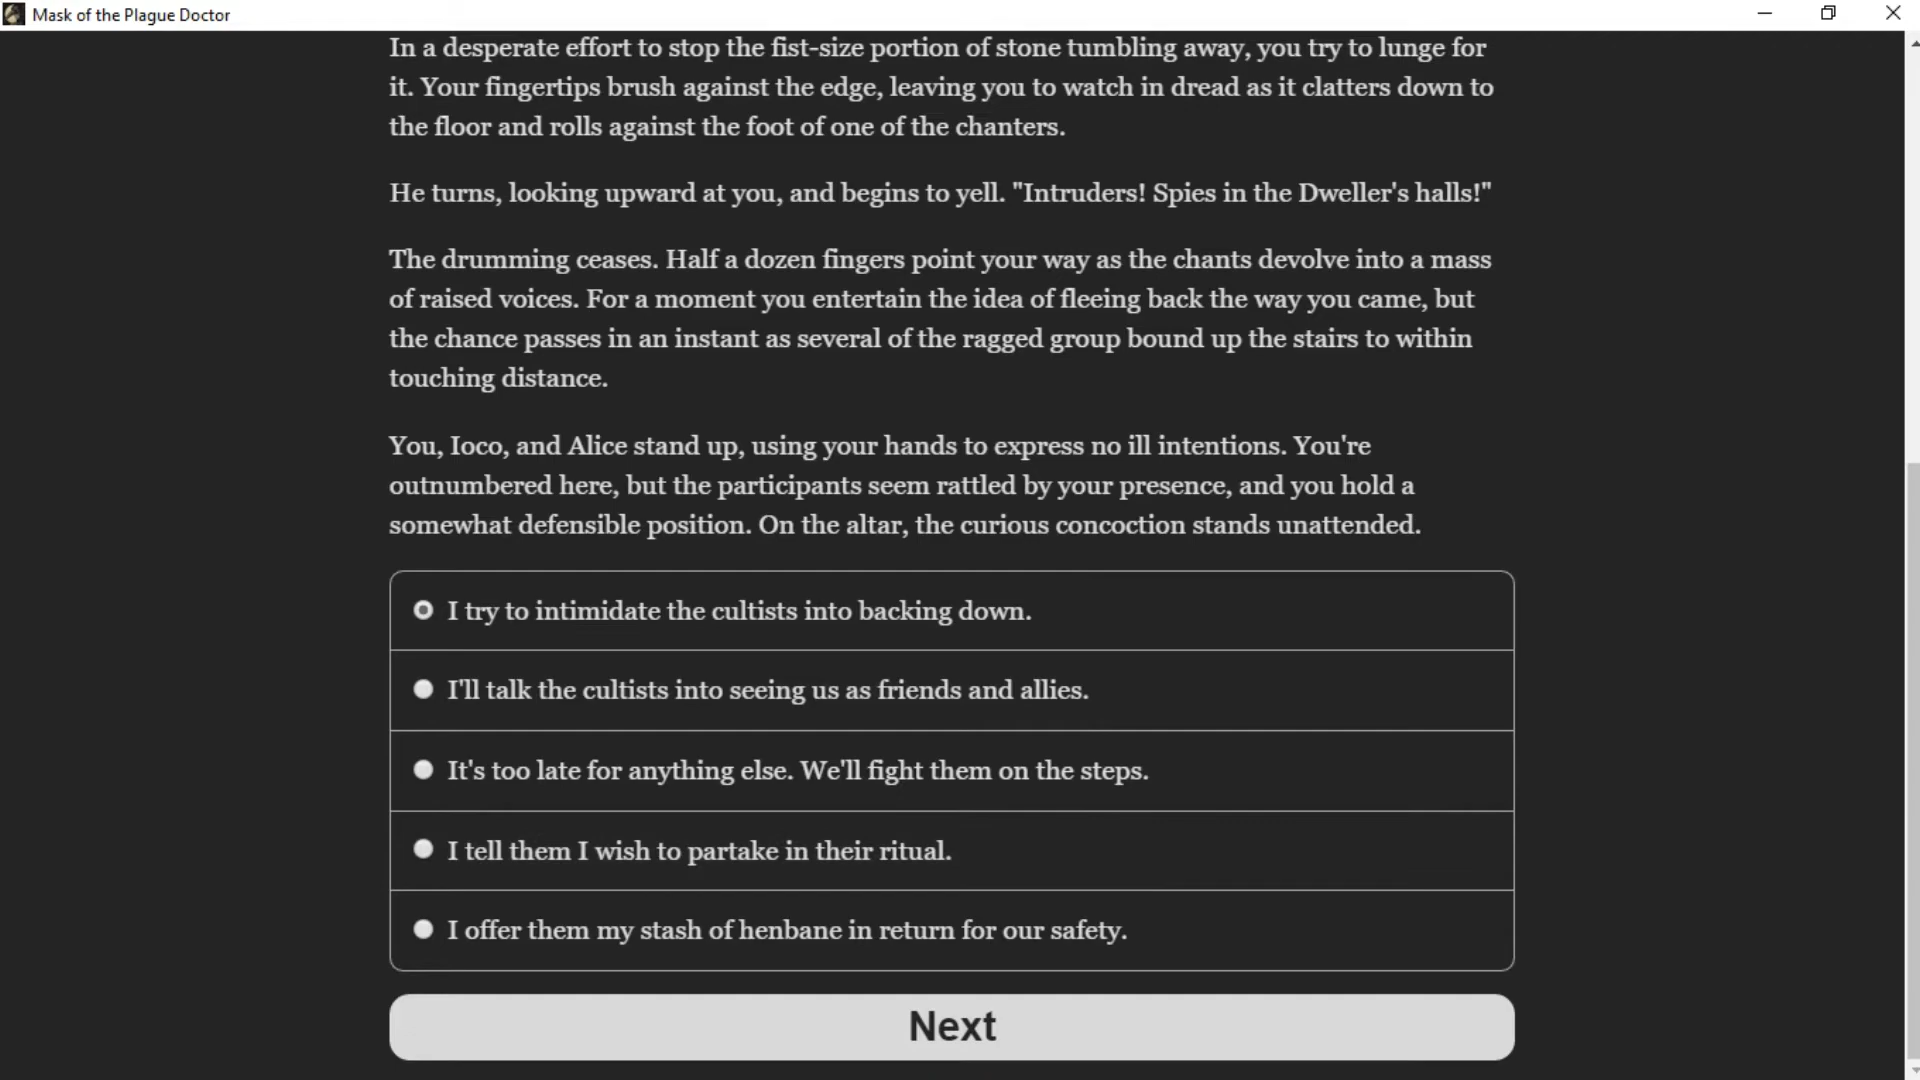 Mask of the Plague Doctor
In a desperate effort to stop the fist-size portion of stone tumbling away, you try to lunge for
it. Your fingertips brush against the edge, leaving you to watch in dread as it clatters down to
the floor and rolls against the foot of one of the chanters.
He turns, looking upward at you, and begins to yell. "Intruders! Spies in the Dweller's halls!"
The drumming ceases. Half a dozen fingers point your way as the chants devolve into a mass
of raised voices. For a moment you entertain the idea of fleeing back the way you came, but
the chance passes in an instant as several of the ragged group bound up the stairs to within
touching distance.
You, Ioco, and Alice stand up, using your hands to express no ill intentions. You're
outnumbered here, but the participants seem rattled by your presence, and you hold a
somewhat defensible position. On the altar, the curious concoction stands unattended.
I try to intimidate the cultists into backing down.
I'll talk the cultists into seeing us as friends and allies.
It's too late for anything else. We'll fight them on the steps.
I tell them I wish to partake in their ritual.
I offer them my stash of henbane in return for our safety.
Next